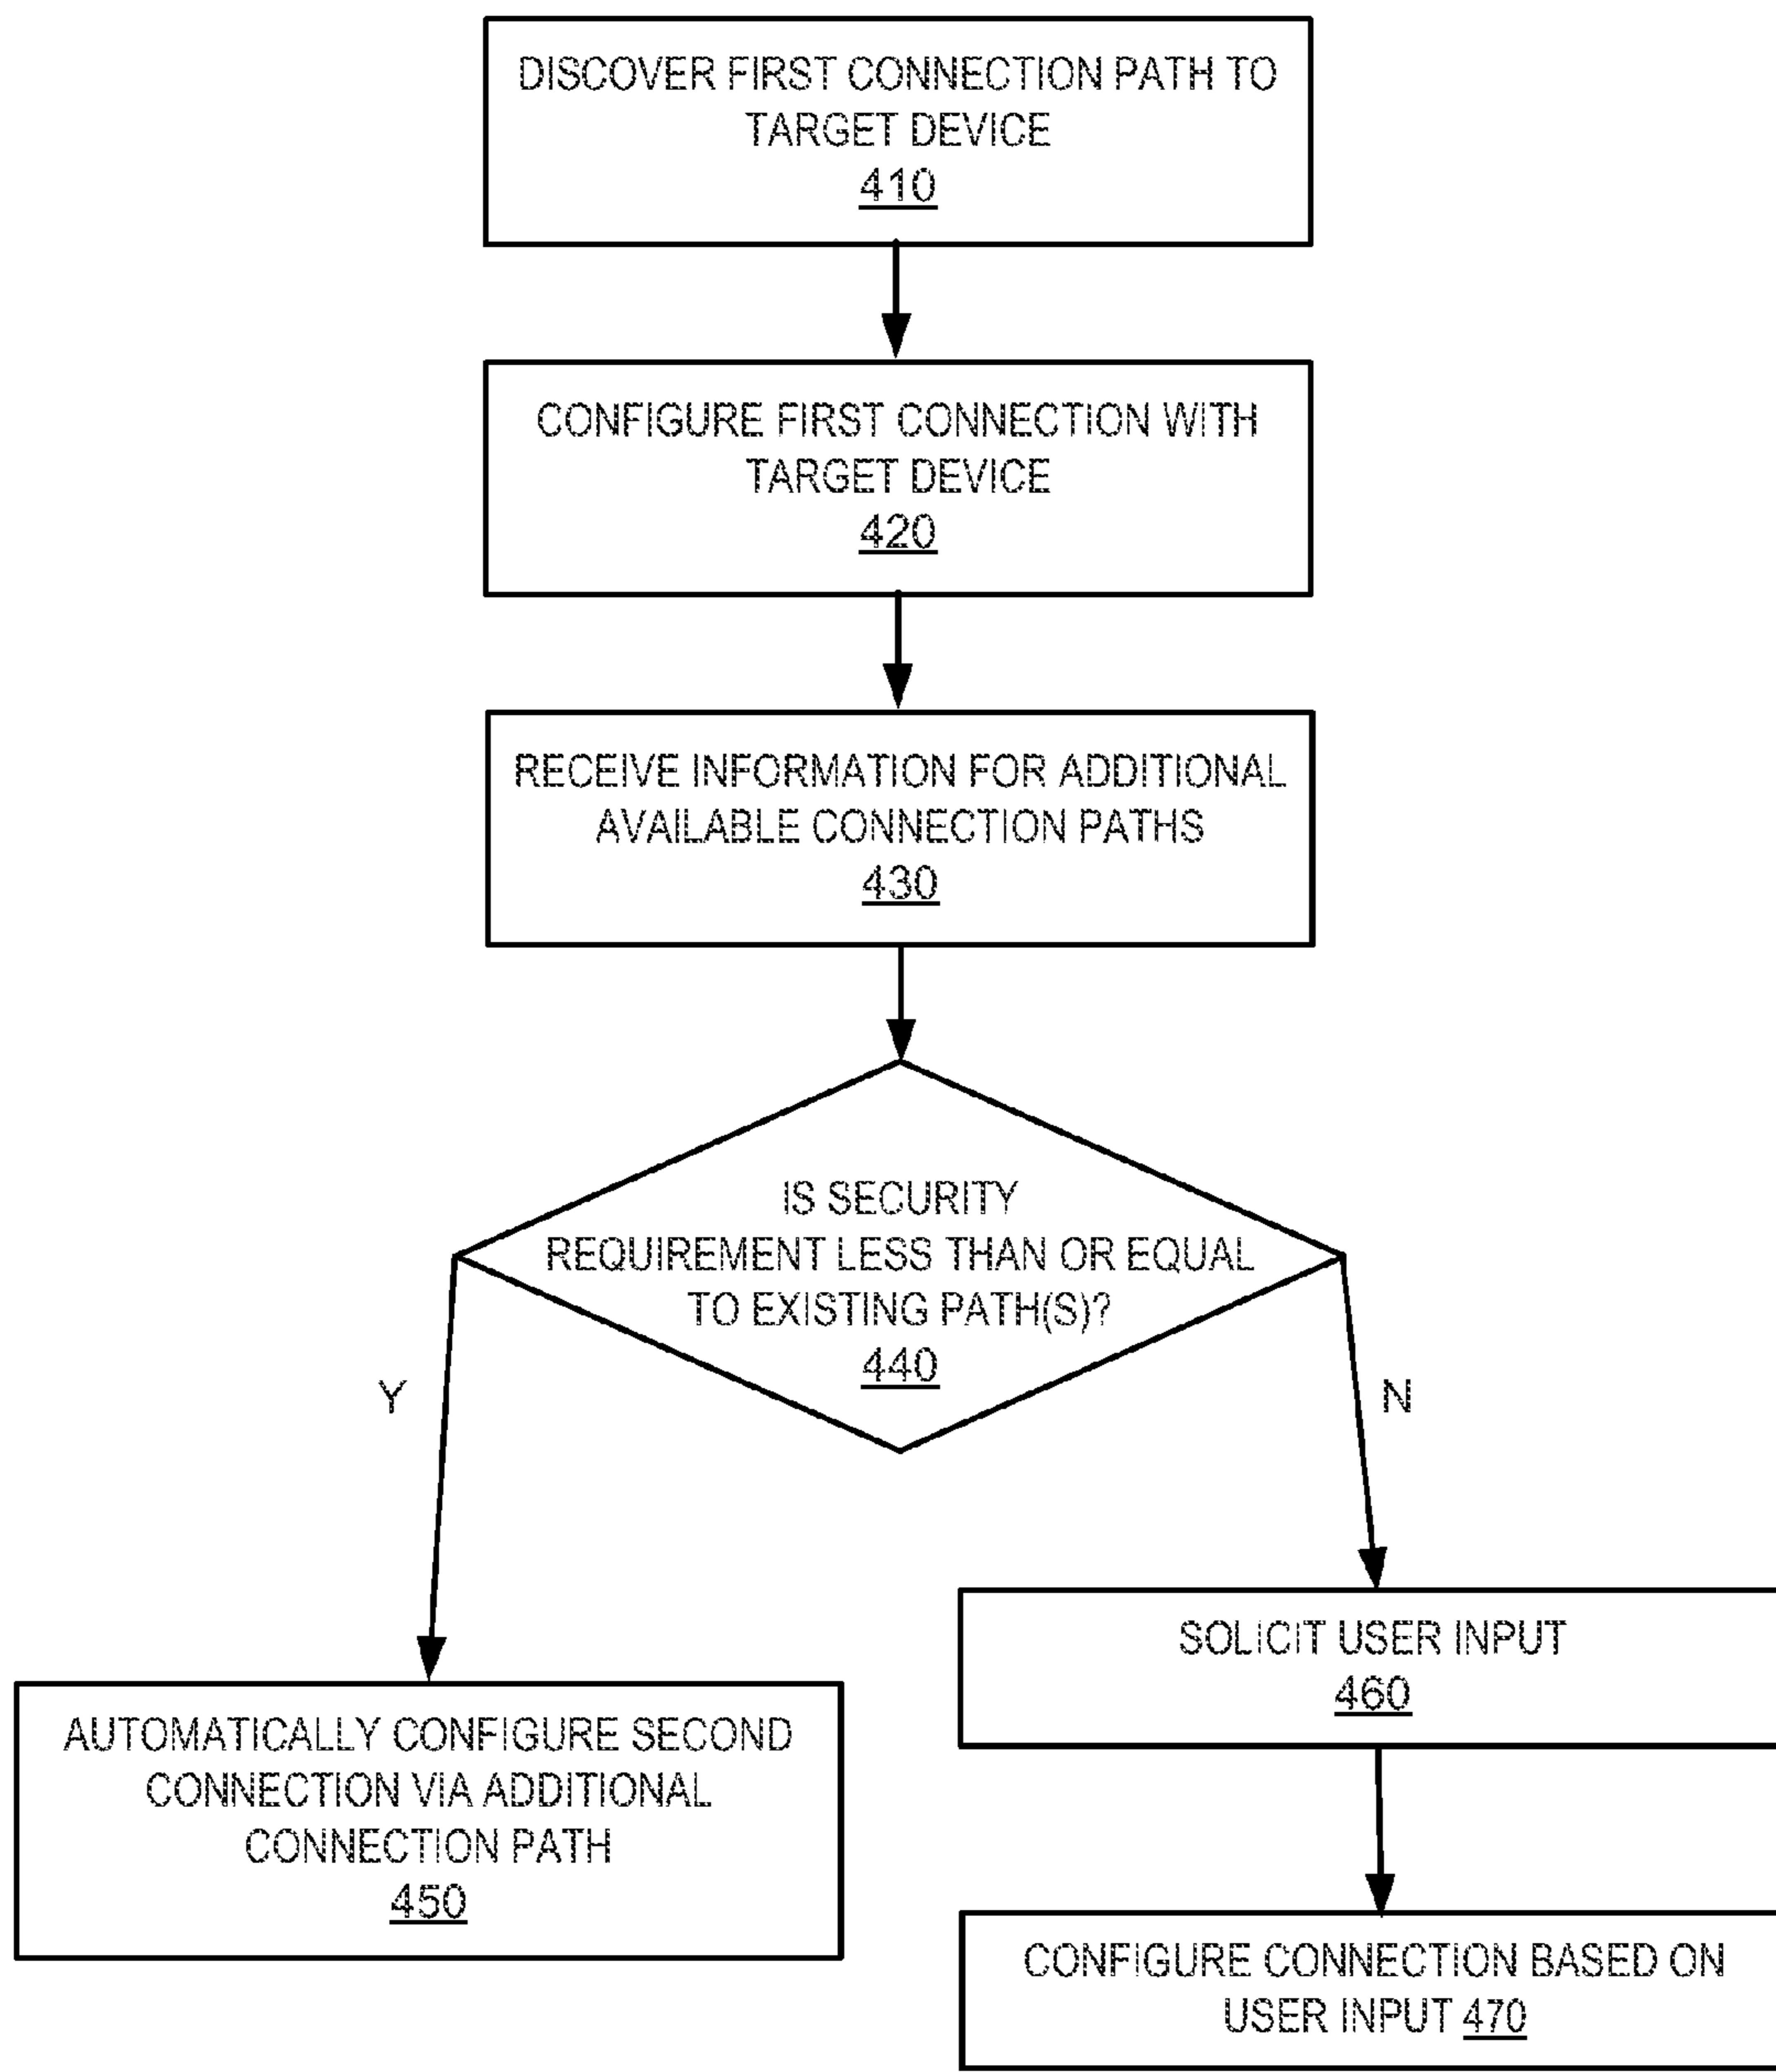 DISCOVER FIRST CONNECTION PATH TO
TARGET DEVICE
410
CONFIGURE FIRST CONNECTION WITH
TARGET DEVICE
420
RECEIVE INFORMATION FOR ADDITIONAL
AVAILABLE CONNECTION PATHS
430
IS SECURITY
REQUIREMENT LESS THAN OR EQUAL
TO EXISTING PATH(S)?
440
Y
N
SOLICIT USER INPUT
460
AUTOMATICALLY CONFIGURE SECOND
CONNECTION VIA ADDITIONAL
CONNECTION PATH
450
CONFIGURE CONNECTION BASED ON
USER INPUT 470